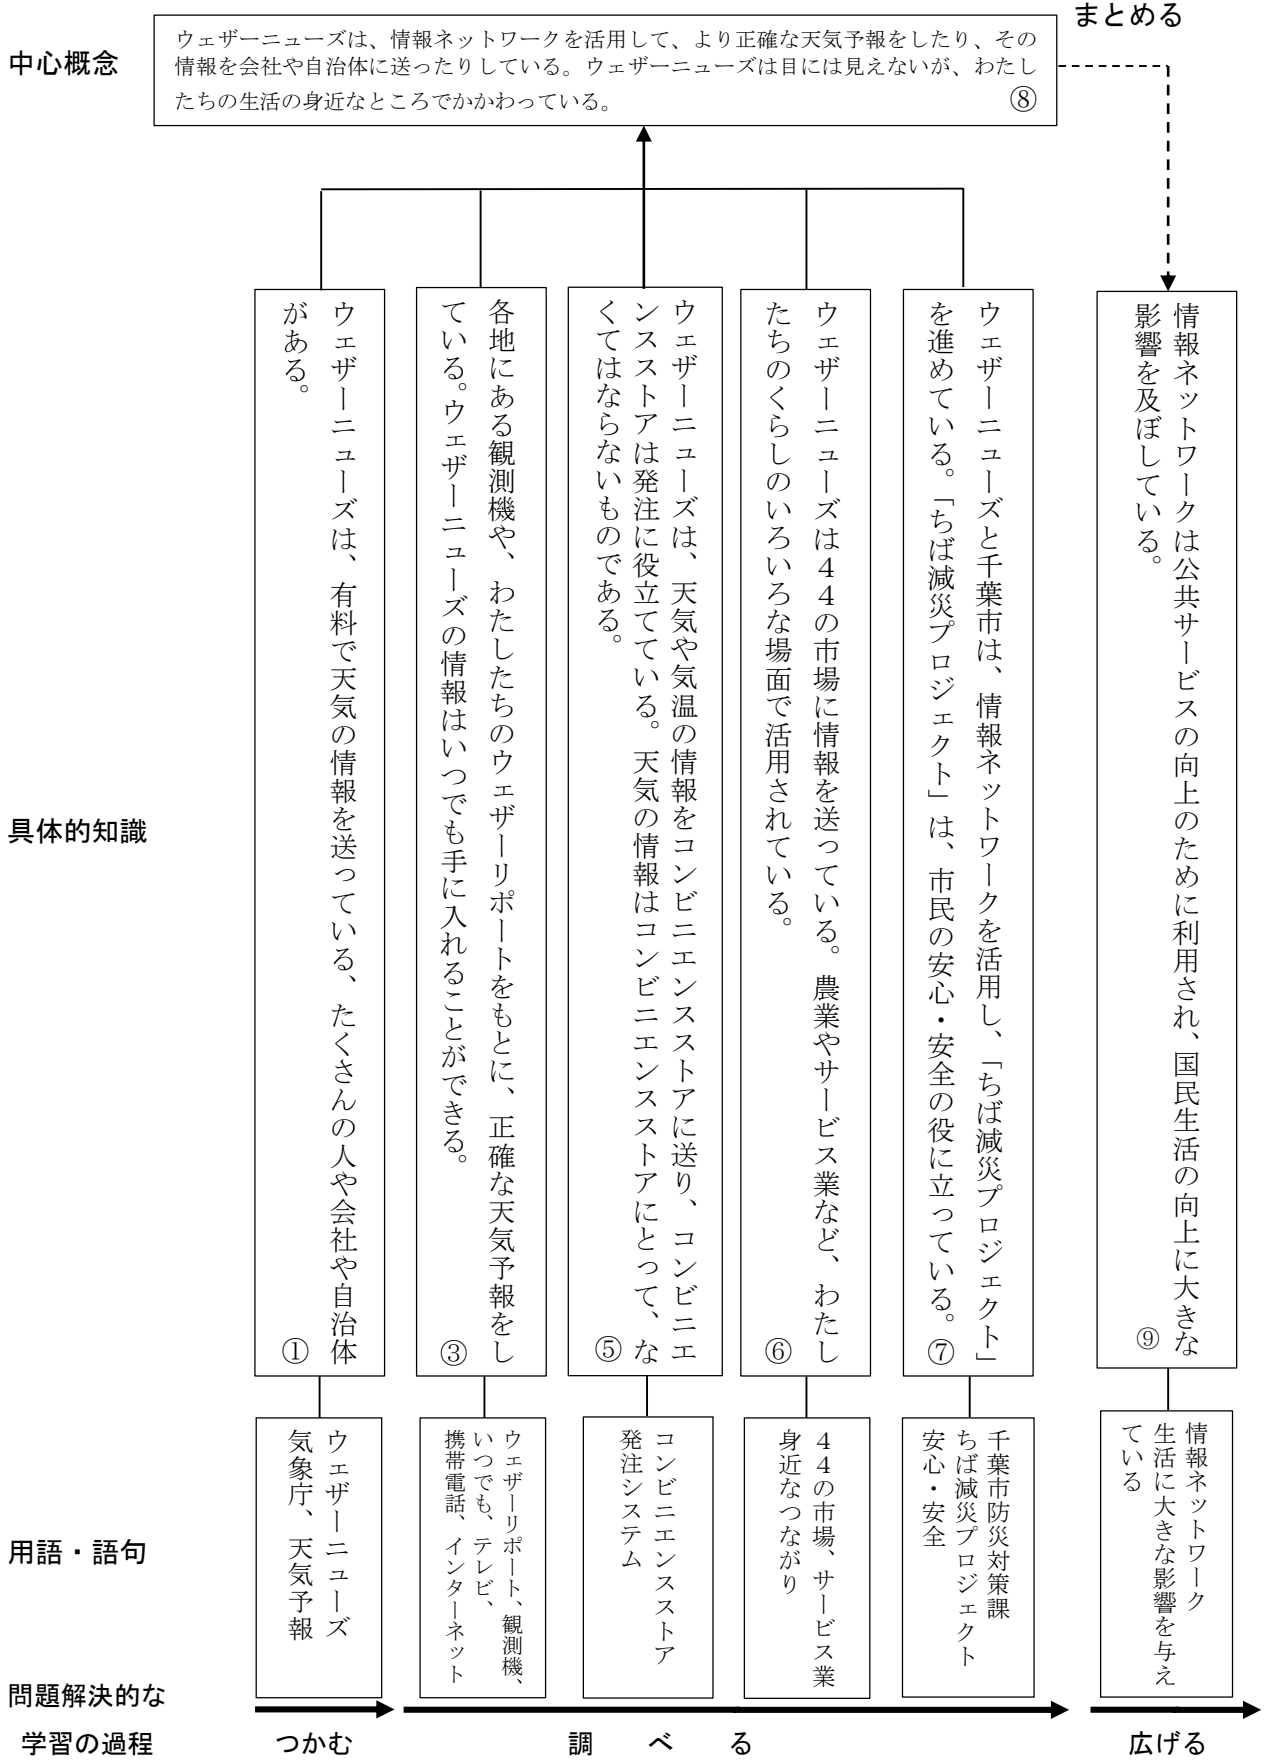 まとめる
中心概念
ウェザーニューズは、情報ネットワークを活用して、より正確な天気予報をしたり、その
情報を会社や自治体に送ったりしている。ウェザーニューズは目には見えないが、わたし
たちの生活の身近なところでかかわっている。 ⑧
具体的知識
ウェザーニューズは、有料で天気の情報を送っている、たくさんの人や会社や自治体
がある。 ①
各地にある観測機や、わたしたちのウェザーリポートをもとに、正確な天気予報をし
ている。ウェザーニューズの情報はいつでも手に入れることができる。 ③
ウェザーニューズは、天気や気温の情報をコンビニエンスストアに送り、コンビニエ
ンスストアは発注に役立てている。天気の情報はコンビニエンスストアにとって、な
くてはならないものである。 ⑤
ウェザーニューズは44の市場に情報を送っている。農業やサービス業など、わたし
たちのくらしのいろいろな場面で活用されている。 ⑥
ウェザーニューズと千葉市は、情報ネットワークを活用し、「ちば減災プロジェクト」
を進めている。「ちば減災プロジェクト」は、市民の安心・安全の役に立っている。 ⑦
情報ネットワークは公共サービスの向上のために利用され、国民生活の向上に大きな
影響を及ぼしている。 ⑨
用語・語句
ウェザーニューズ
気象庁、天気予報
ウェザーリポート、観測機、
いつでも、テレビ、
携帯電話、インターネット
コンビニエンスストア
発注システム
44の市場、サービス業
身近なつながり
千葉市防災対策課
ちば減災プロジェクト
安心・安全
情報ネットワーク
生活に大きな影響を与え
ている
問題解決的な
学習の過程
つかむ
調べる
広げる